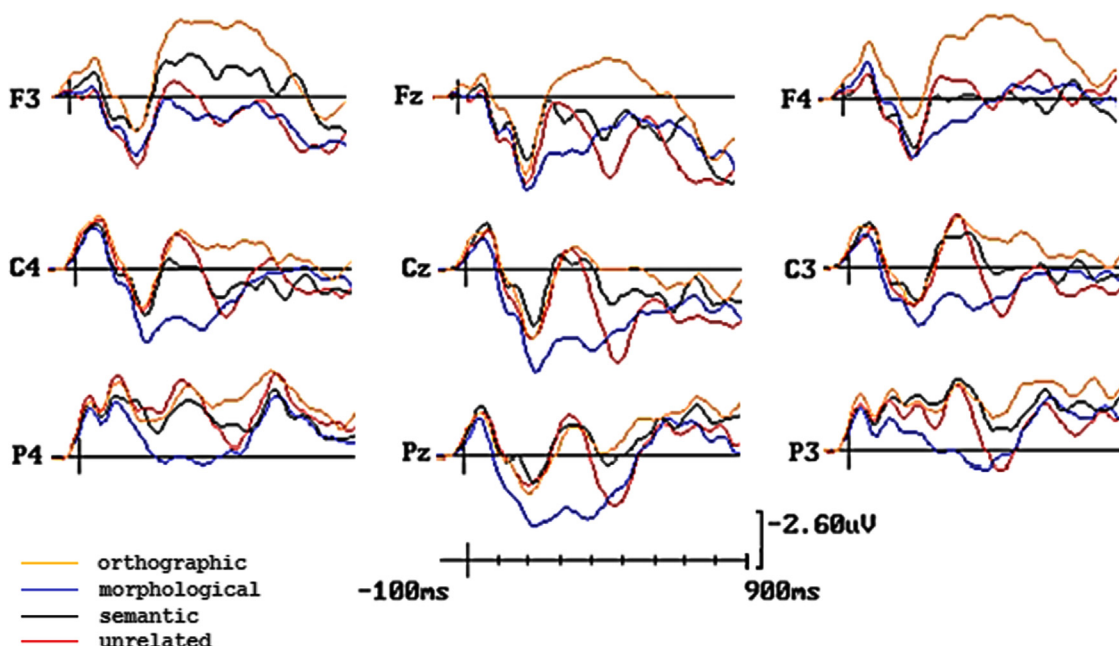 F3
Fz
F4
C4
Cz
C3
P4
Pz
P3
-2.60uV
-100ms
900ms
orthographic
morphological
semantic
unrelated